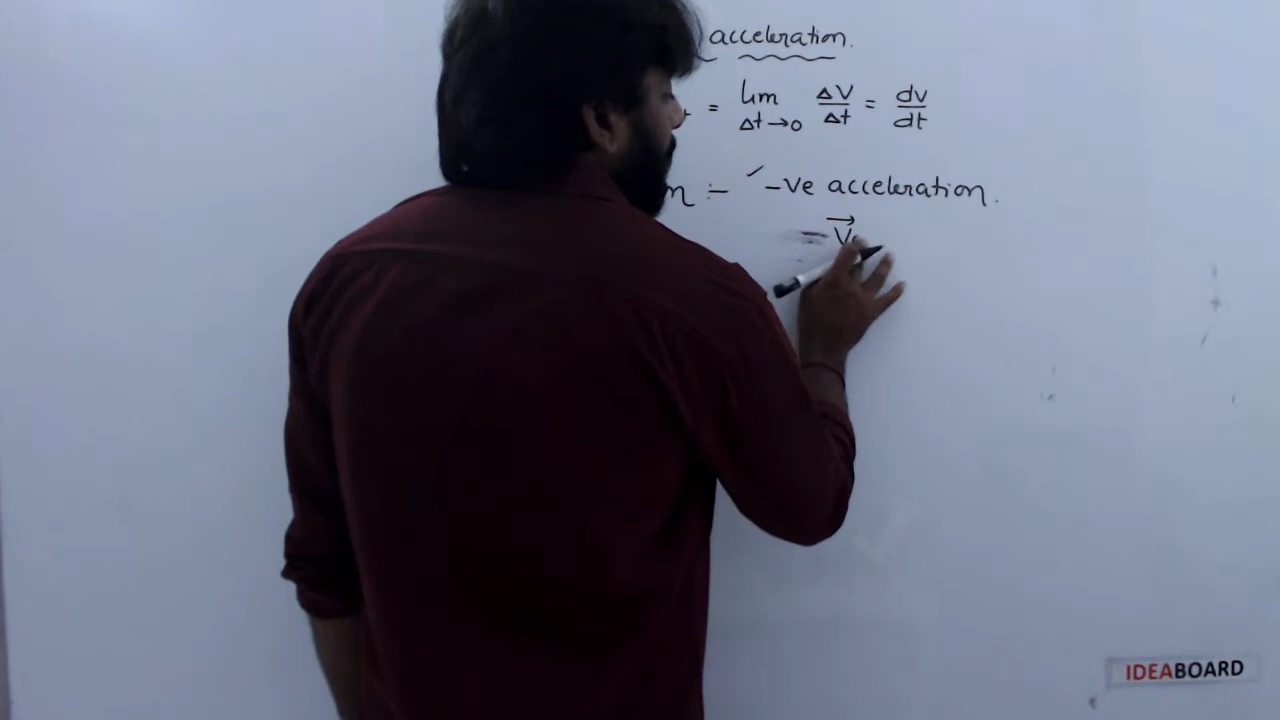 acceleration.
= lim Δt→0 ΔV/Δt = dv/dt
n :- -ve acceleration.
= V⃗
IDEABOARD